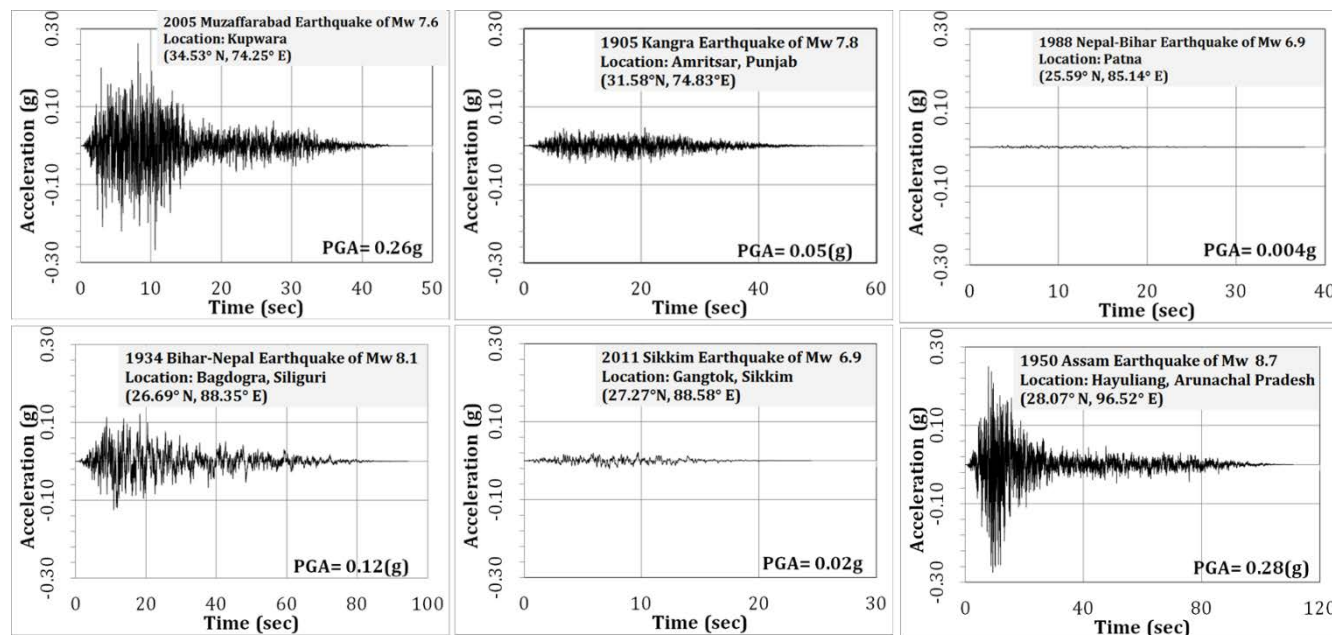 2005 Muzaffarabad Earthquake of Mw 7.6
Location: Kupwara
(34.53° N, 74.25° E)
Acceleration (g)
0.30
0.10
-0.10
-0.30
PGA= 0.26g
0 10 20 30 40 50
Time (sec)
1905 Kangra Earthquake of Mw 7.8
Location: Amritsar, Punjab
(31.58°N, 74.83°E)
Acceleration (g)
0.30
0.10
-0.10
-0.30
PGA= 0.05(g)
0 20 40 60
Time (sec)
1988 Nepal-Bihar Earthquake of Mw 6.9
Location: Patna
(25.59° N, 85.14° E)
Acceleration (g)
0.30
0.10
-0.10
-0.30
PGA= 0.004g
0 10 20 30 40
Time (sec)
1934 Bihar-Nepal Earthquake of Mw 8.1
Location: Bagdogra, Siliguri
(26.69° N, 88.35° E)
Acceleration (g)
0.30
0.10
-0.10
-0.30
PGA= 0.12(g)
0 20 40 60 80 100
Time (sec)
2011 Sikkim Earthquake of Mw 6.9
Location: Gangtok, Sikkim
(27.27°N, 88.58° E)
Acceleration (g)
0.30
0.10
-0.10
-0.30
PGA= 0.02g
0 10 20 30
Time (sec)
1950 Assam Earthquake of Mw 8.7
Location: Hayuliang, Arunachal Pradesh
(28.07° N, 96.52° E)
Acceleration (g)
0.30
0.10
-0.10
-0.30
PGA= 0.28(g)
0 40 80 120
Time (sec)